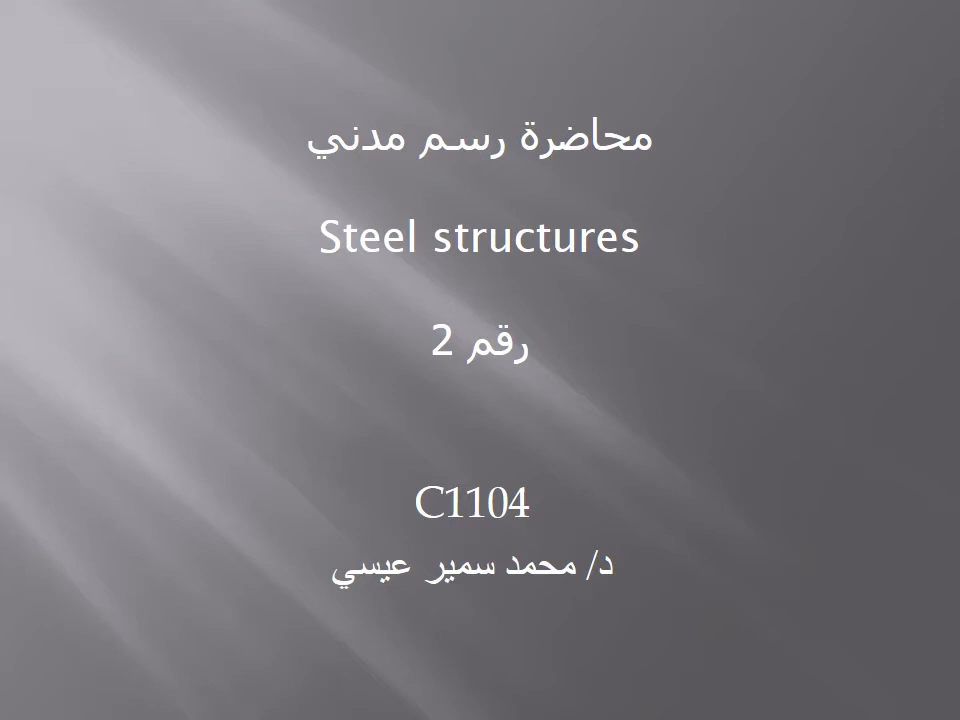 محاضرة رسم مدني
Steel structures
رقم 2
C1104
د/ محمد سمير عيسي